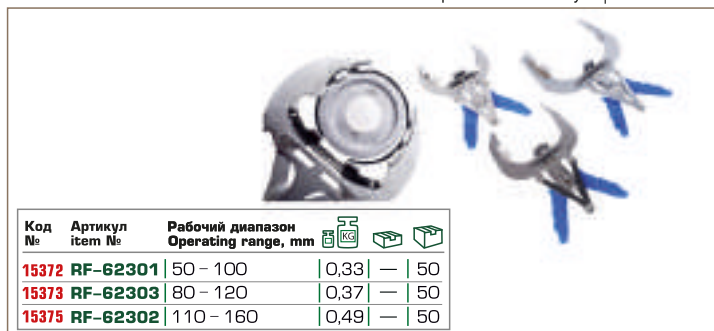 Код Артикул Рабочий диапазон
№ item № Operating range, mm KG
15372 RF-62301 50 – 100 0,33 — 50
15373 RF-62303 80 – 120 0,37 — 50
15375 RF-62302 110 – 160 0,49 — 50